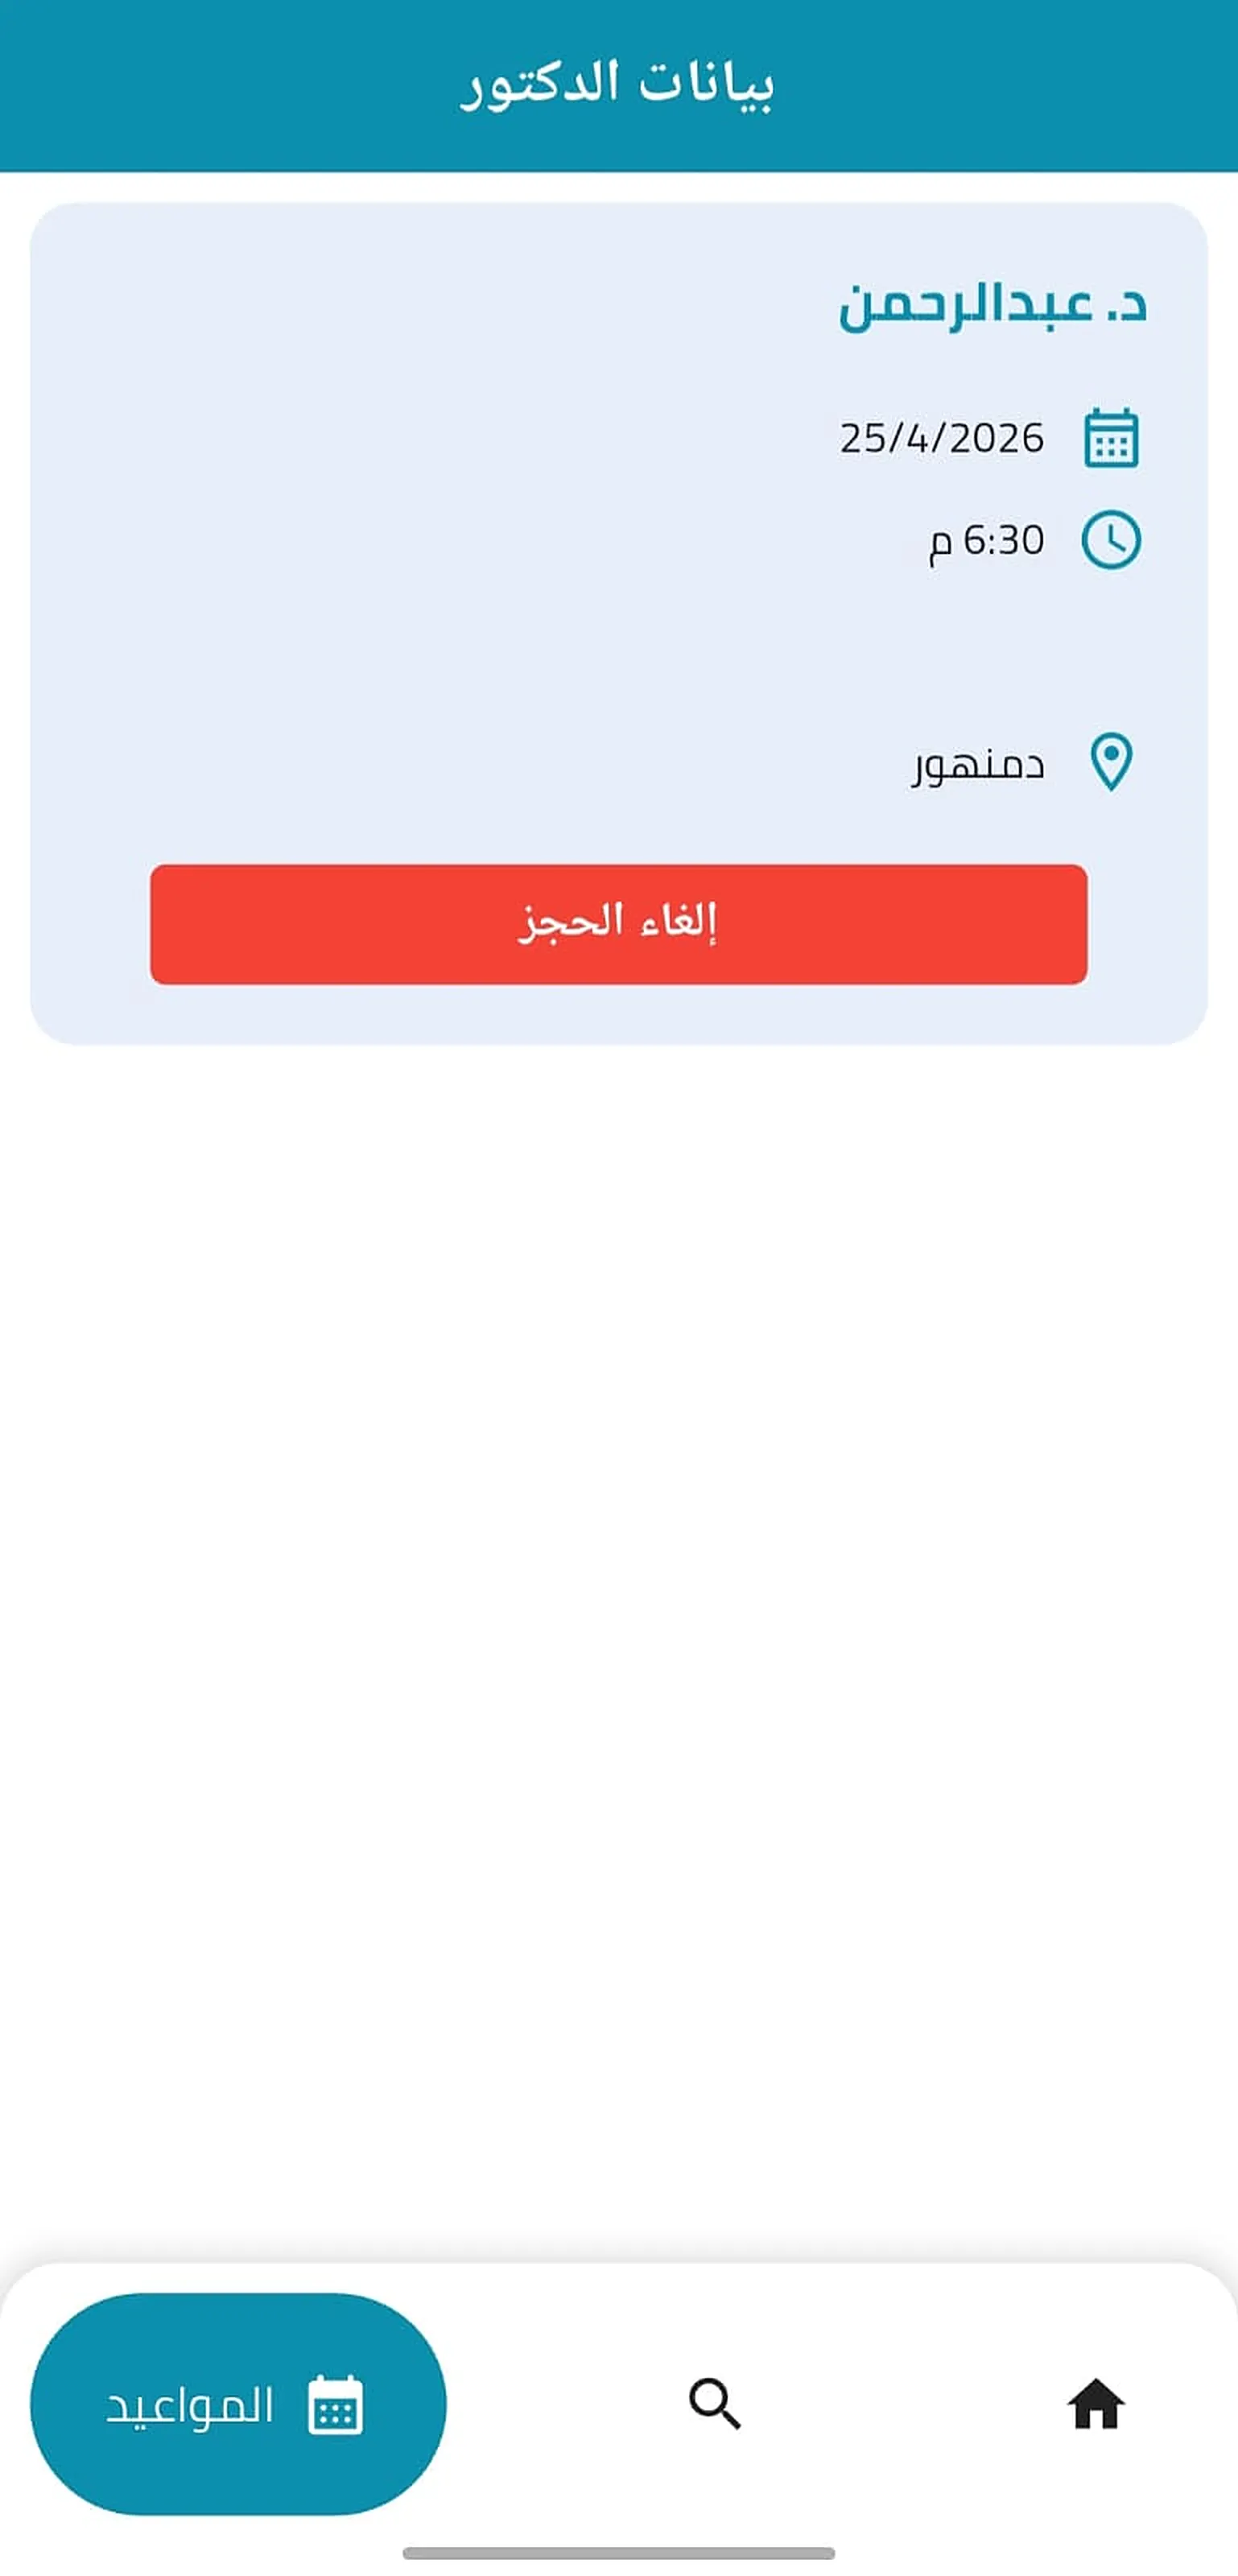 بيانات الدكتور
د. عبدالرحمن
25/4/2026
6:30 م
دمنهور
إلغاء الحجز
المواعيد